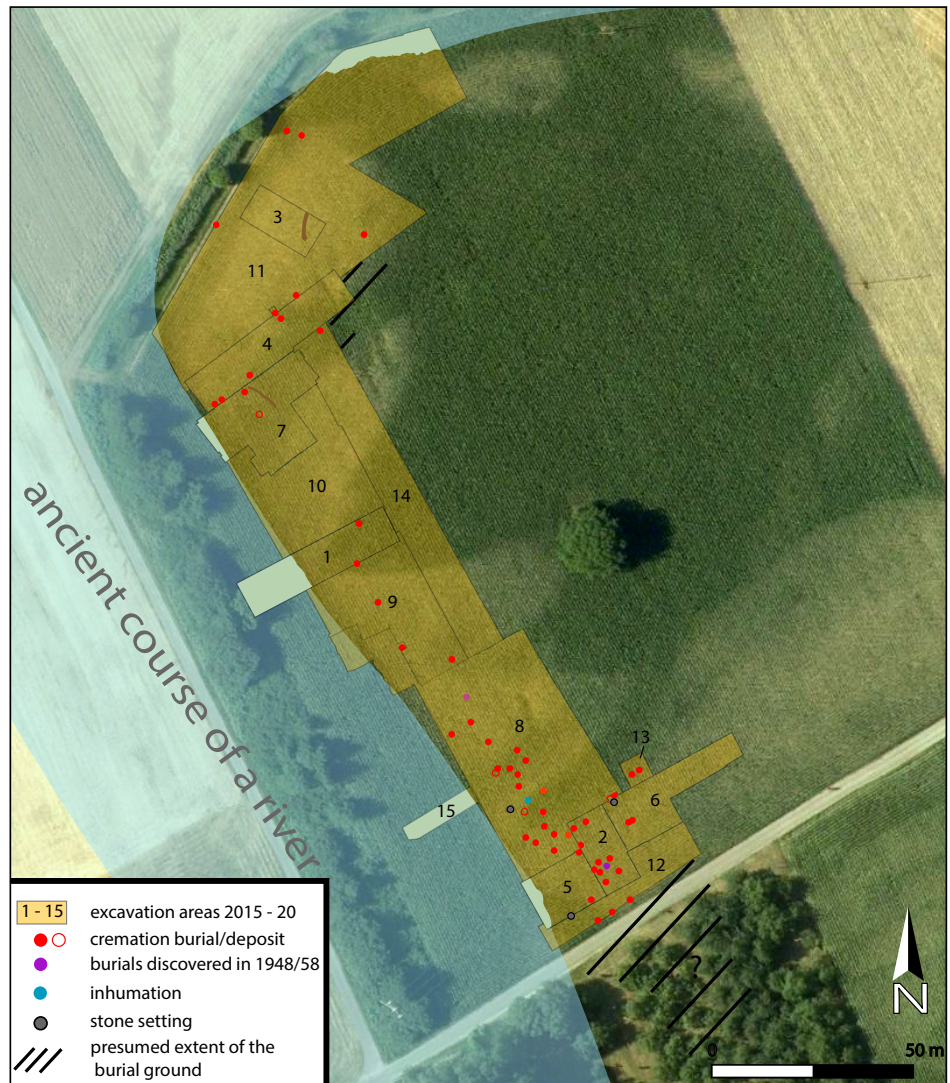 3
11
4
7
10
14
1
9
8
13
6
15
2
12
5
ancient course of a river
?
1 - 15 excavation areas 2015 - 20
cremation burial/deposit
burials discovered in 1948/58
inhumation
stone setting
presumed extent of the
burial ground
N
0 50 m